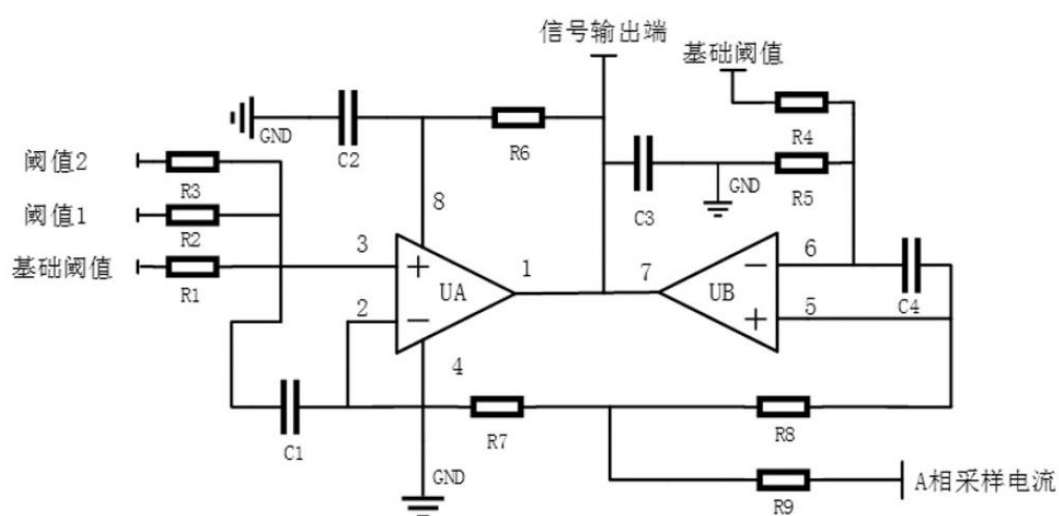 信号输出端
基础阈值
R4
GND
C2
R6
阈值2
R3
C3
GND
R5
8
阈值1
R2
3
1
7
6
基础阈值
R1
+
UA
UB
−
C4
2
−
+
5
4
C1
R7
R8
GND
R9
A相采样电流